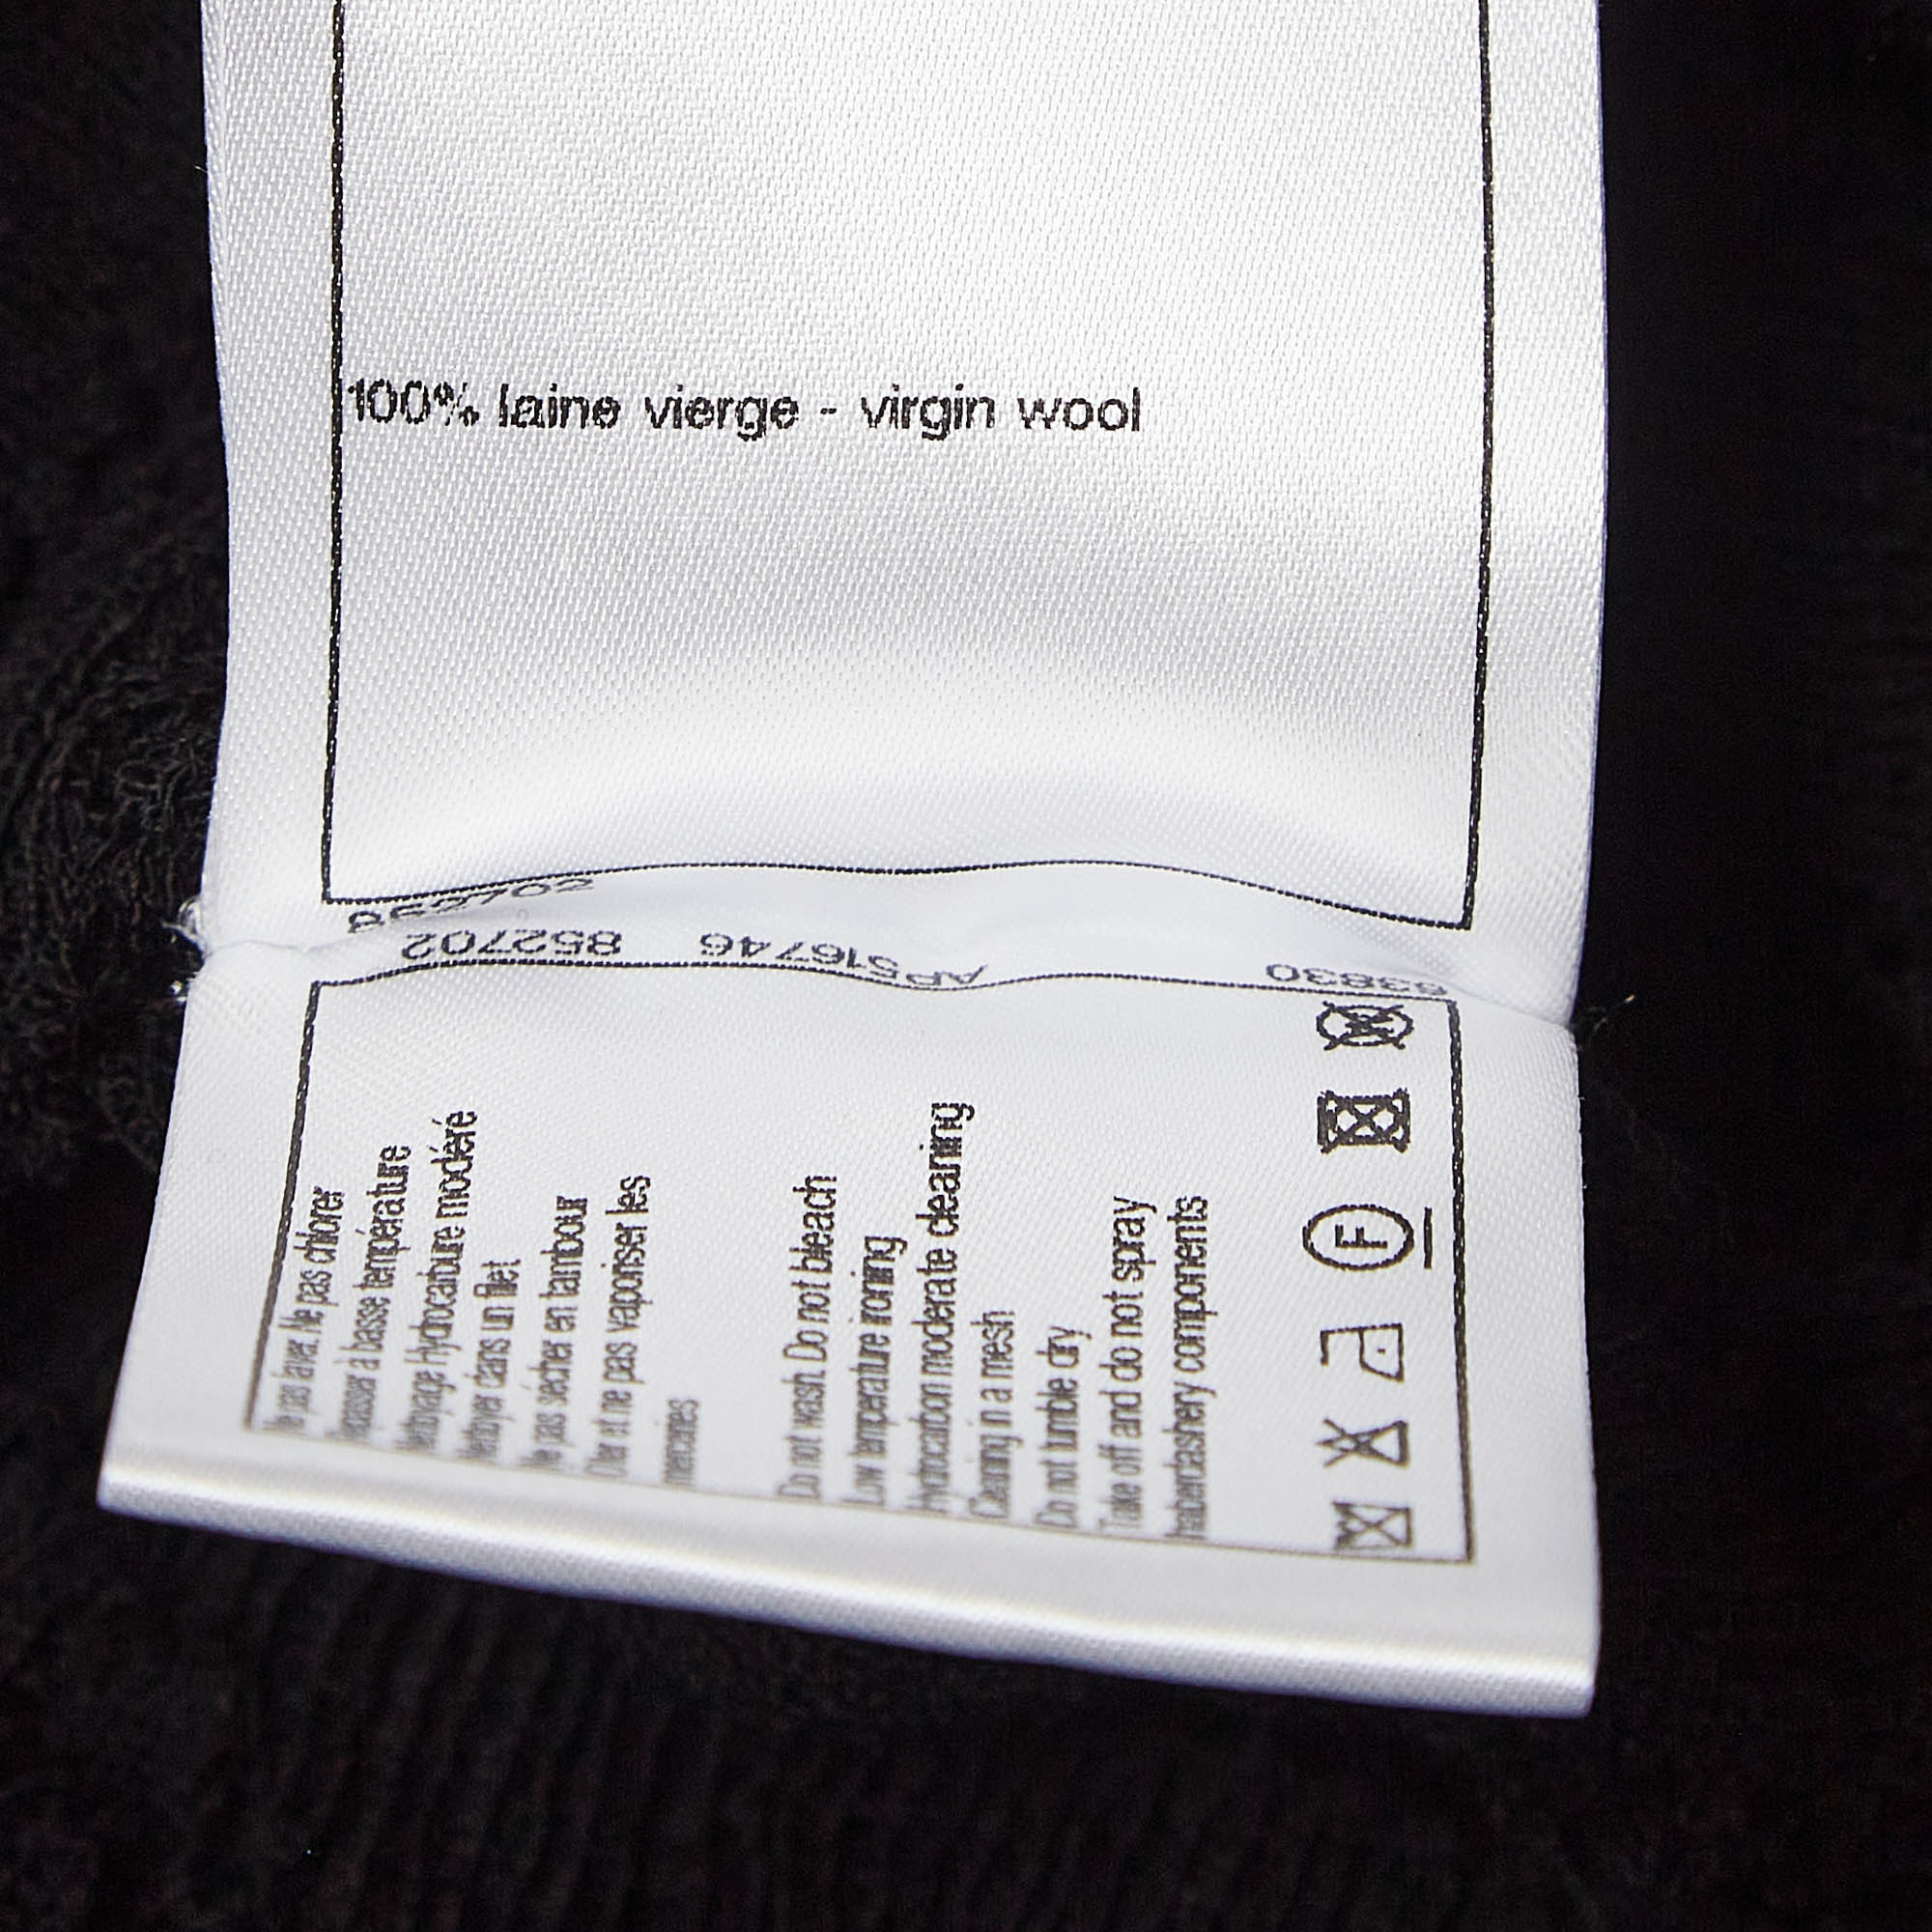 100% laine vierge - virgin wool
852702
852702 AP516746 63830
Ne pas laver. Ne pas chlorer
Repasser à basse température
Nettoyage Hydrocarbure modéré
Nettoyer dans un filet
Ne pas sécher en tambour
Oter et ne pas vaporiser les
merceries
Do not wash. Do not bleach
Low temperature ironing
Hydrocarbon moderate cleaning
Cleaning in a mesh
Do not tumble dry
Take off and do not spray
haberdashery components
F
W